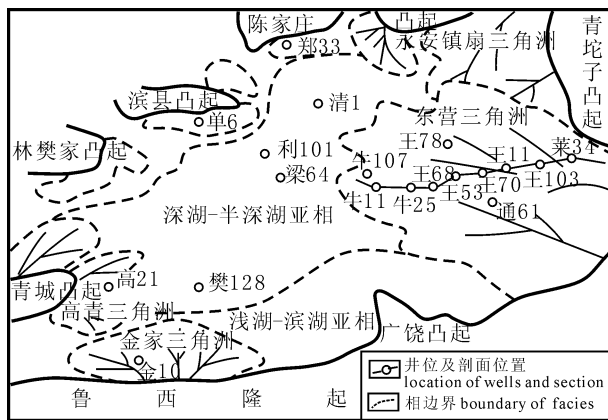 陈家庄
凸起
郑33
永安镇扇三角洲
青坨子凸起
滨县凸起
单6
清1
东营三角洲
林樊家凸起
利101
王78
莱34
牛107
王11
梁64
王68
王70
王103
王53
牛11
牛25
通61
深湖-半深湖亚相
高21
樊128
青城凸起
高青三角洲
浅湖-滨湖亚相
广饶凸起
金家三角洲
金10
鲁西隆起
井位及剖面位置
location of wells and section
相边界 boundary of facies